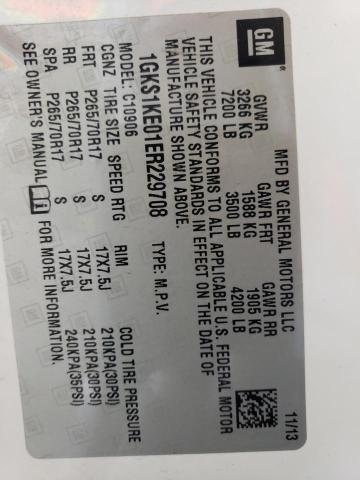 GM
MFD BY GENERAL MOTORS LLC
11/13
GVWR GAWR FRT GAWR RR
3266 KG 1588 KG 1905 KG
7200 LB 3500 LB 4200 LB
THIS VEHICLE CONFORMS TO ALL APPLICABLE U.S. FEDERAL MOTOR
VEHICLE SAFETY STANDARDS IN EFFECT ON THE DATE OF
MANUFACTURE SHOWN ABOVE.
1GKS1KE01ER229708 TYPE: M.P.V.
MODEL: C10906
CGNZ TIRE SIZE SPEED RTG RIM COLD TIRE PRESSURE
FRT P265/70R17 S 17X7.5J 210KPA(30PSI)
RR P265/70R17 S 17X7.5J 210KPA(30PSI)
SPA P265/70R17 S 17X7.5J 240KPA(35PSI)
SEE OWNER'S MANUAL FOR MORE INFORMATION.